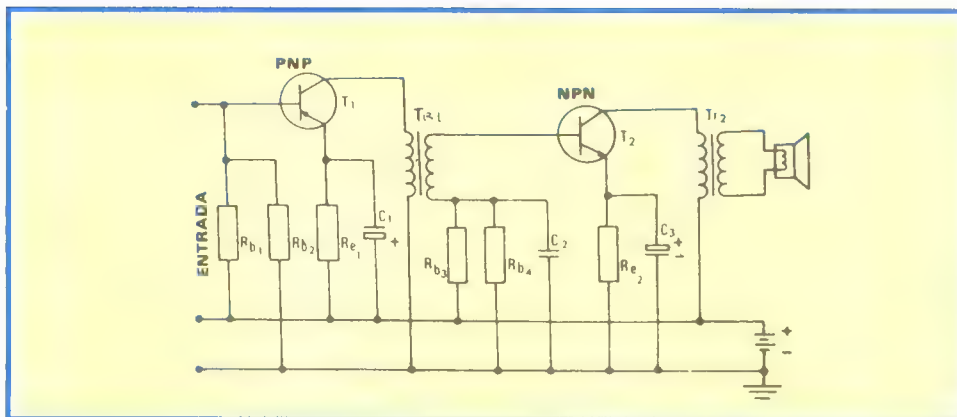 PNP
T1
TR1
NPN
T2
Tr2
ENTRADA
Rb1
Rb2
Re1
C1
+
Rb3
Rb4
C2
Re2
C3
+
-
+
-